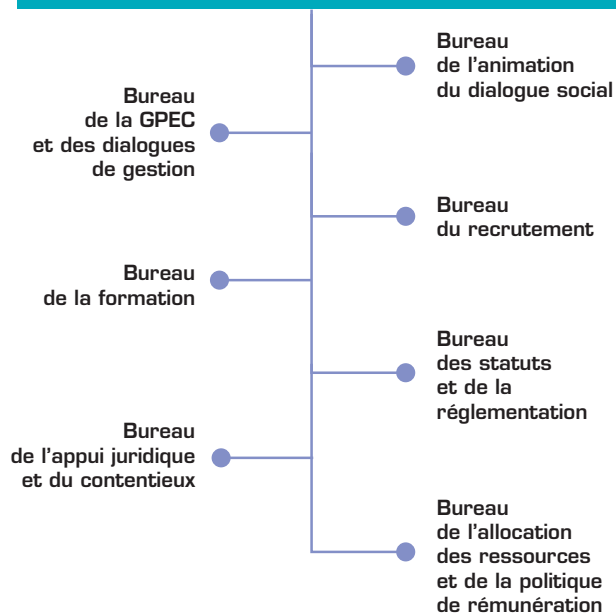 Bureau
de l’animation
du dialogue social
Bureau
de la GPEC
et des dialogues
de gestion
Bureau
du recrutement
Bureau
de la formation
Bureau
des statuts
et de la
réglementation
Bureau
de l’appui juridique
et du contentieux
Bureau
de l’allocation
des ressources
et de la politique
de rémunération